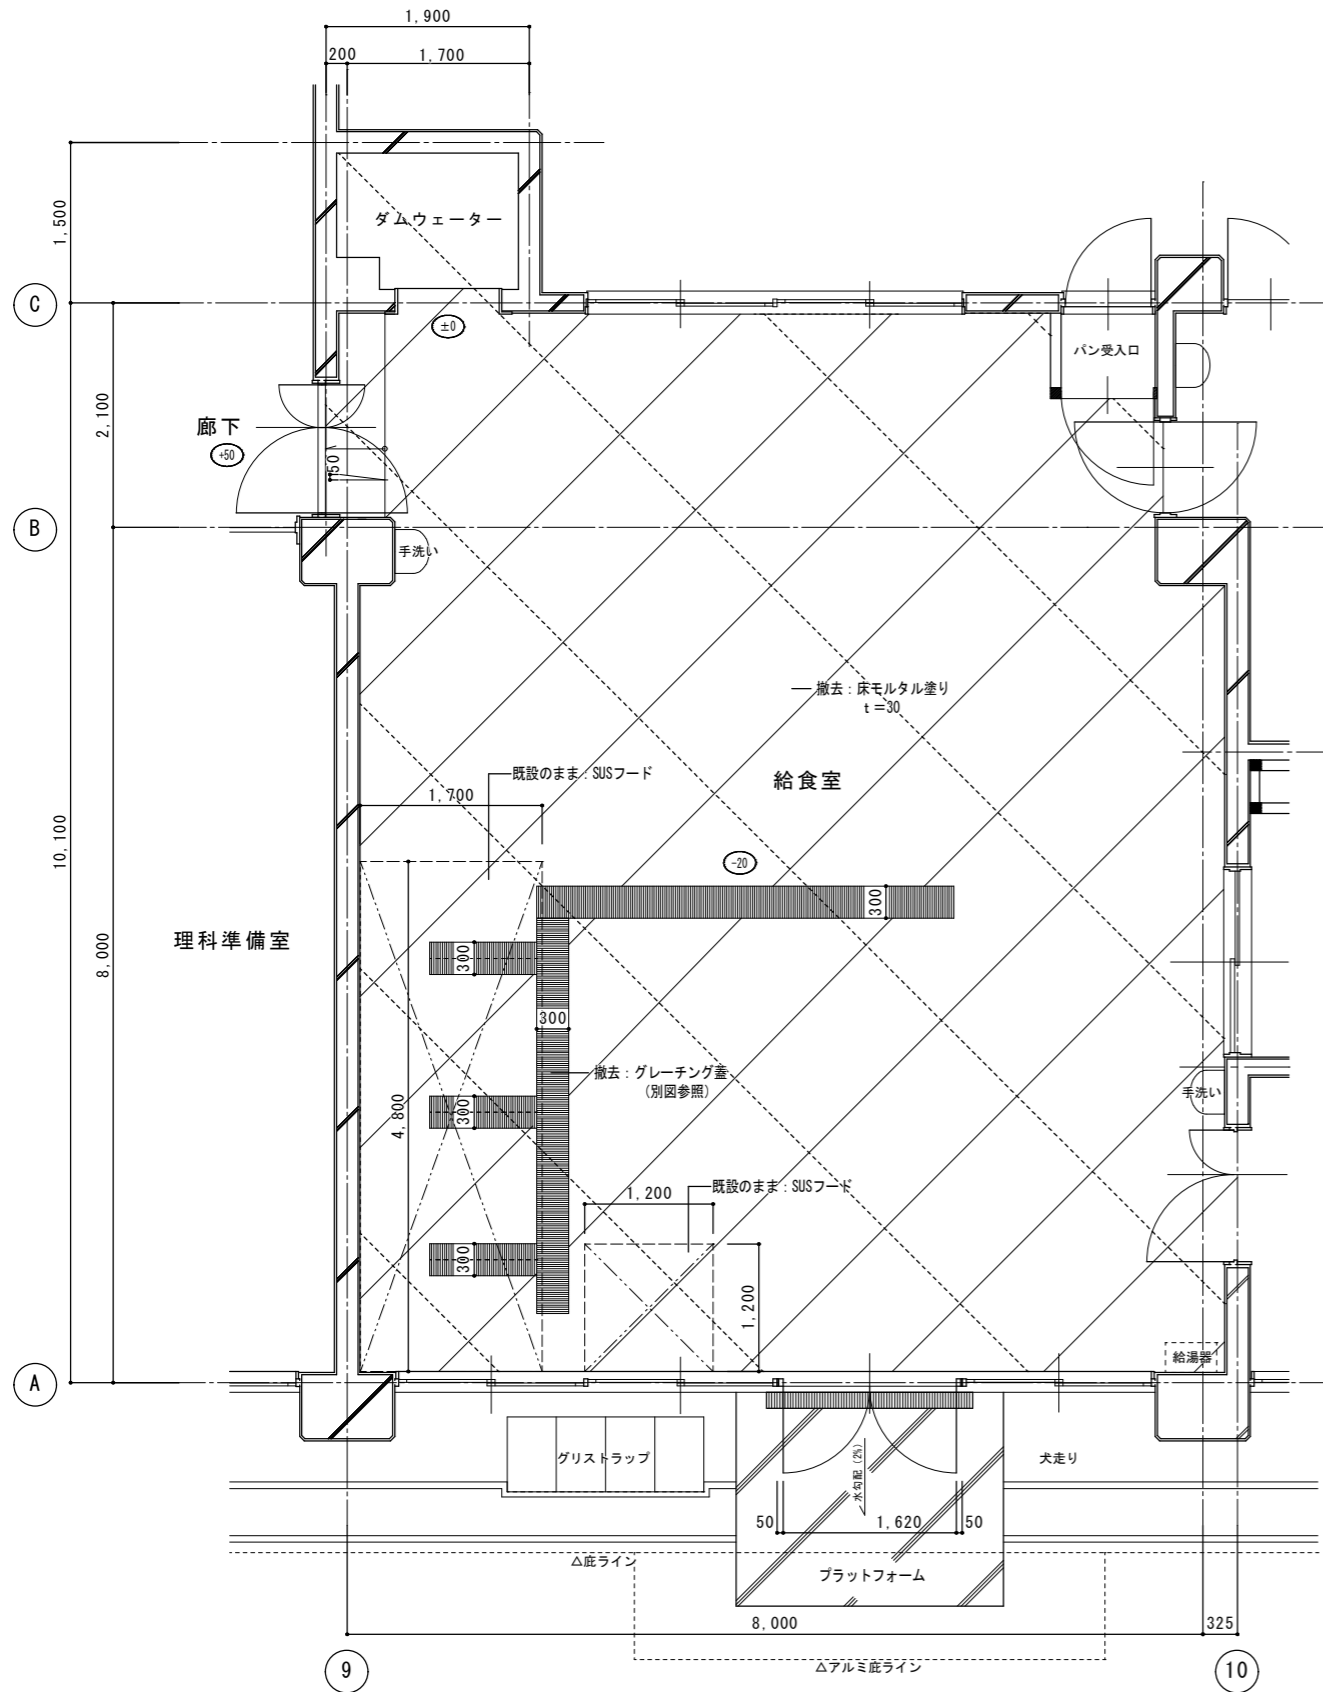 1,900
200
1,700
1,500
ダムウェーター
C
±0
パン受入口
2,100
廊下
+50
50
B
手洗い
撤去：床モルタル塗り
t＝30
既設のまま：SUSフード
給食室
1,700
10,100
-20
300
理科準備室
8,000
300
300
撤去：グレーチング蓋
(別図参照)
手洗い
4,800
300
既設のまま：SUSフード
1,200
300
1,200
給湯器
A
グリストラップ
犬走り
水勾配(2%)
50
1,620
50
△庇ライン
プラットフォーム
8,000
325
△アルミ庇ライン
9
10